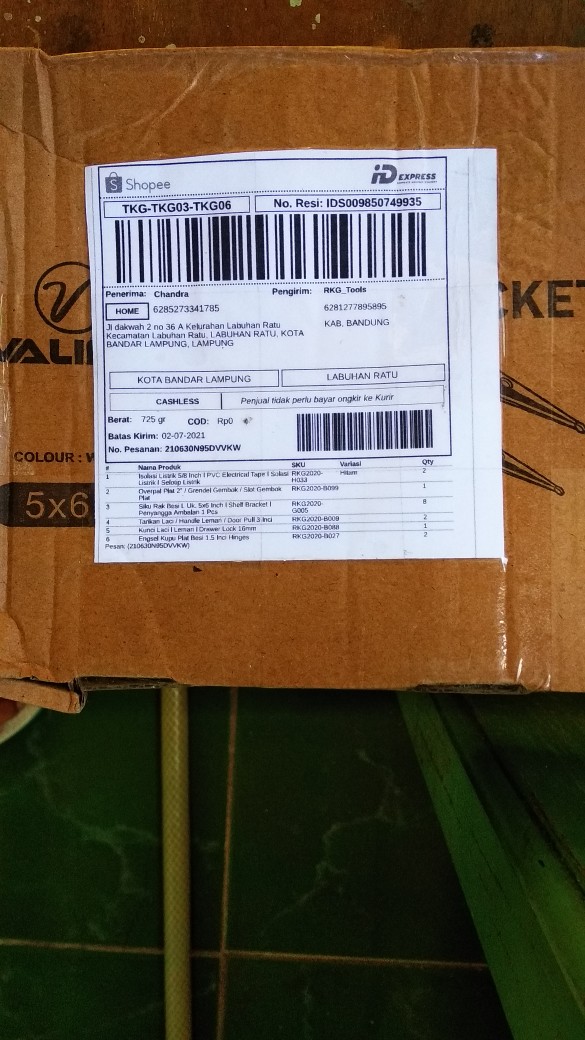 Shopee
iD EXPRESS
TKG-TKG03-TKG06
No. Resi: IDS009850749935
Penerima: Chandra
Pengirim: RKG_Tools
HOME
6285273341785
6281277895895
Jl dakwah 2 no 36 A Kelurahan Labuhan Ratu
Kecamatan Labuhan Ratu, LABUHAN RATU, KOTA
BANDAR LAMPUNG, LAMPUNG
KAB. BANDUNG
KOTA BANDAR LAMPUNG
LABUHAN RATU
CASHLESS
Penjual tidak perlu bayar ongkir ke Kurir
Berat: 725 gr
COD: Rp0
Batas Kirim: 02-07-2021
No. Pesanan: 210630N95DVVKW
# Nama Produk SKU Variasi Qty
1 Isolasi Listrik 5/8 Inch l PVC Electrical Tape l Solasi RKG2020- Hitam 2
Listrik l Selotip Listrik H033
2 Overpal Plat 2" / Grendel Gembok / Slot Gembok RKG2020-B099 1
Plat
3 Siku Rak Besi L Uk. 5x6 Inch l Shelf Bracket l RKG2020- 8
Penyangga Ambalan 1 Pcs G005
4 Tarikan Laci / Handle Lemari / Door Pull 3 Inci RKG2020-B009 2
5 Kunci Laci l Lemari l Drawer Lock 16mm RKG2020-B088 1
6 Engsel Kupu Plat Besi 1.5 Inci Hinges RKG2020-B027 2
Pesan: (210630N95DVVKW)
VALI
CKET
COLOUR : W
5x6